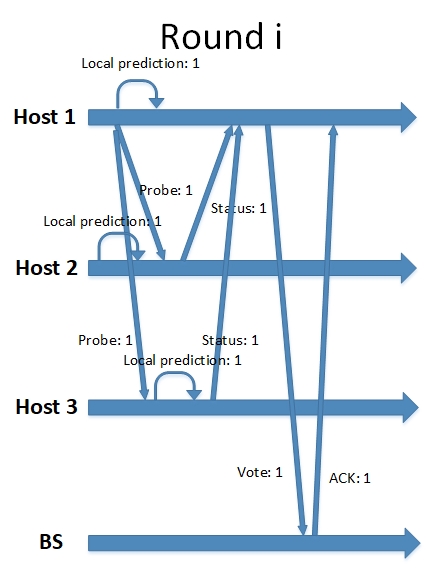 Round i
Local prediction: 1
Host 1
Probe: 1
Status: 1
Local prediction: 1
Host 2
Probe: 1
Status: 1
Local prediction: 1
Host 3
Vote: 1
ACK: 1
BS